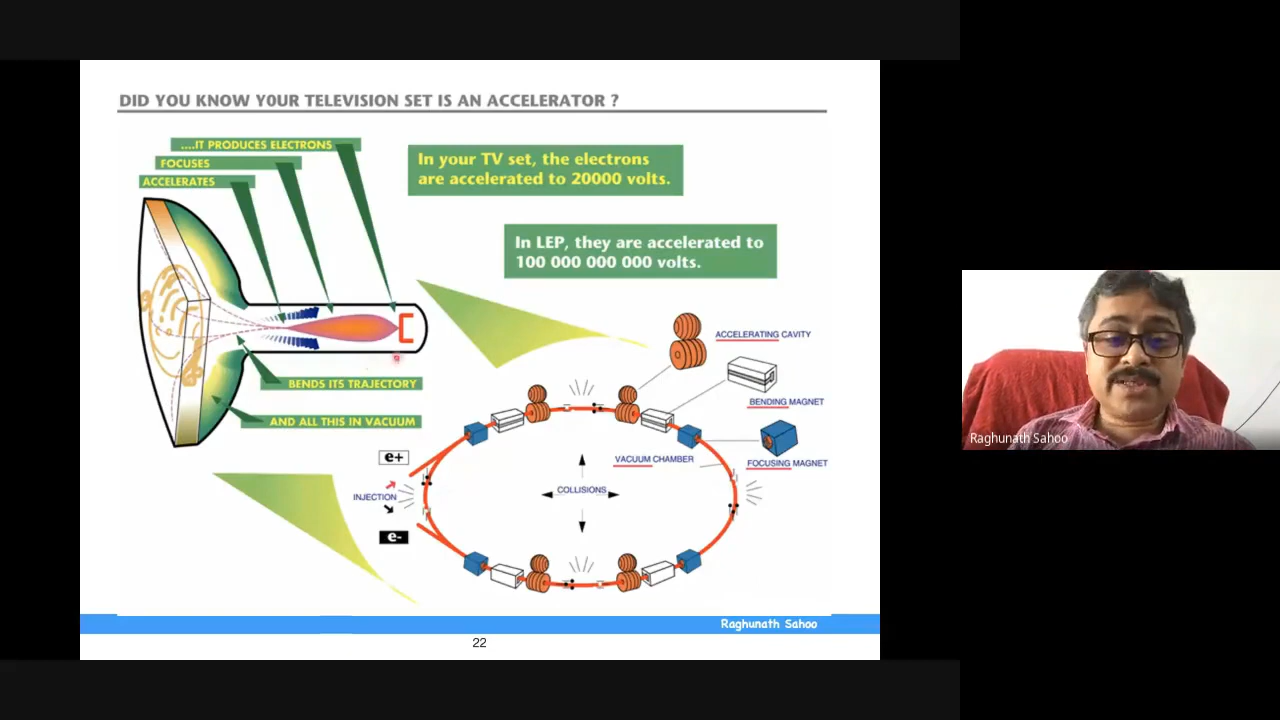 DID YOU KNOW YOUR TELEVISION SET IS AN ACCELERATOR ?
....IT PRODUCES ELECTRONS
FOCUSES
ACCELERATES
In your TV set, the electrons
are accelerated to 20000 volts.
In LEP, they are accelerated to
100 000 000 000 volts.
BENDS ITS TRAJECTORY
AND ALL THIS IN VACUUM
ACCELERATING CAVITY
BENDING MAGNET
FOCUSING MAGNET
VACUUM CHAMBER
e+
INJECTION
e-
COLLISIONS
Raghunath Sahoo
22
Raghunath Sahoo